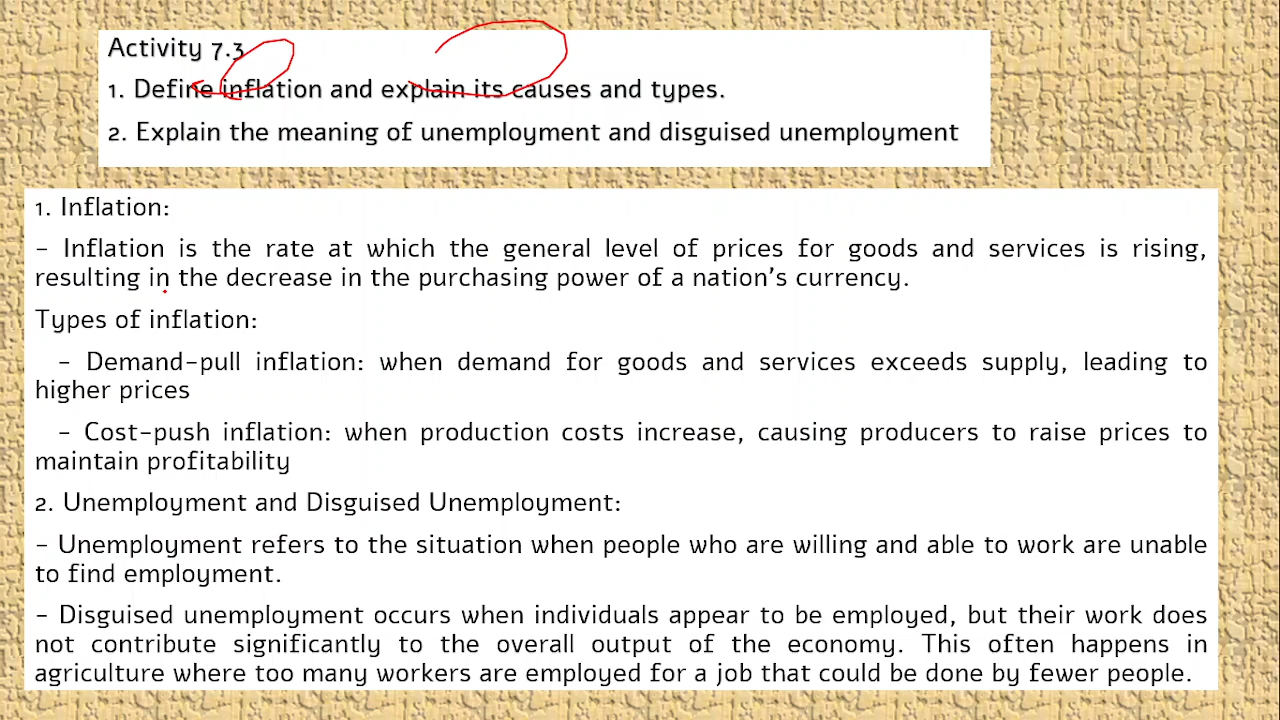 Activity 7.3
1. Define inflation and explain its causes and types.
2. Explain the meaning of unemployment and disguised unemployment
1. Inflation:
– Inflation is the rate at which the general level of prices for goods and services is rising,
resulting in the decrease in the purchasing power of a nation's currency.
Types of inflation:
– Demand-pull inflation: when demand for goods and services exceeds supply, leading to
higher prices
– Cost-push inflation: when production costs increase, causing producers to raise prices to
maintain profitability
2. Unemployment and Disguised Unemployment:
– Unemployment refers to the situation when people who are willing and able to work are unable
to find employment.
– Disguised unemployment occurs when individuals appear to be employed, but their work does
not contribute significantly to the overall output of the economy. This often happens in
agriculture where too many workers are employed for a job that could be done by fewer people.